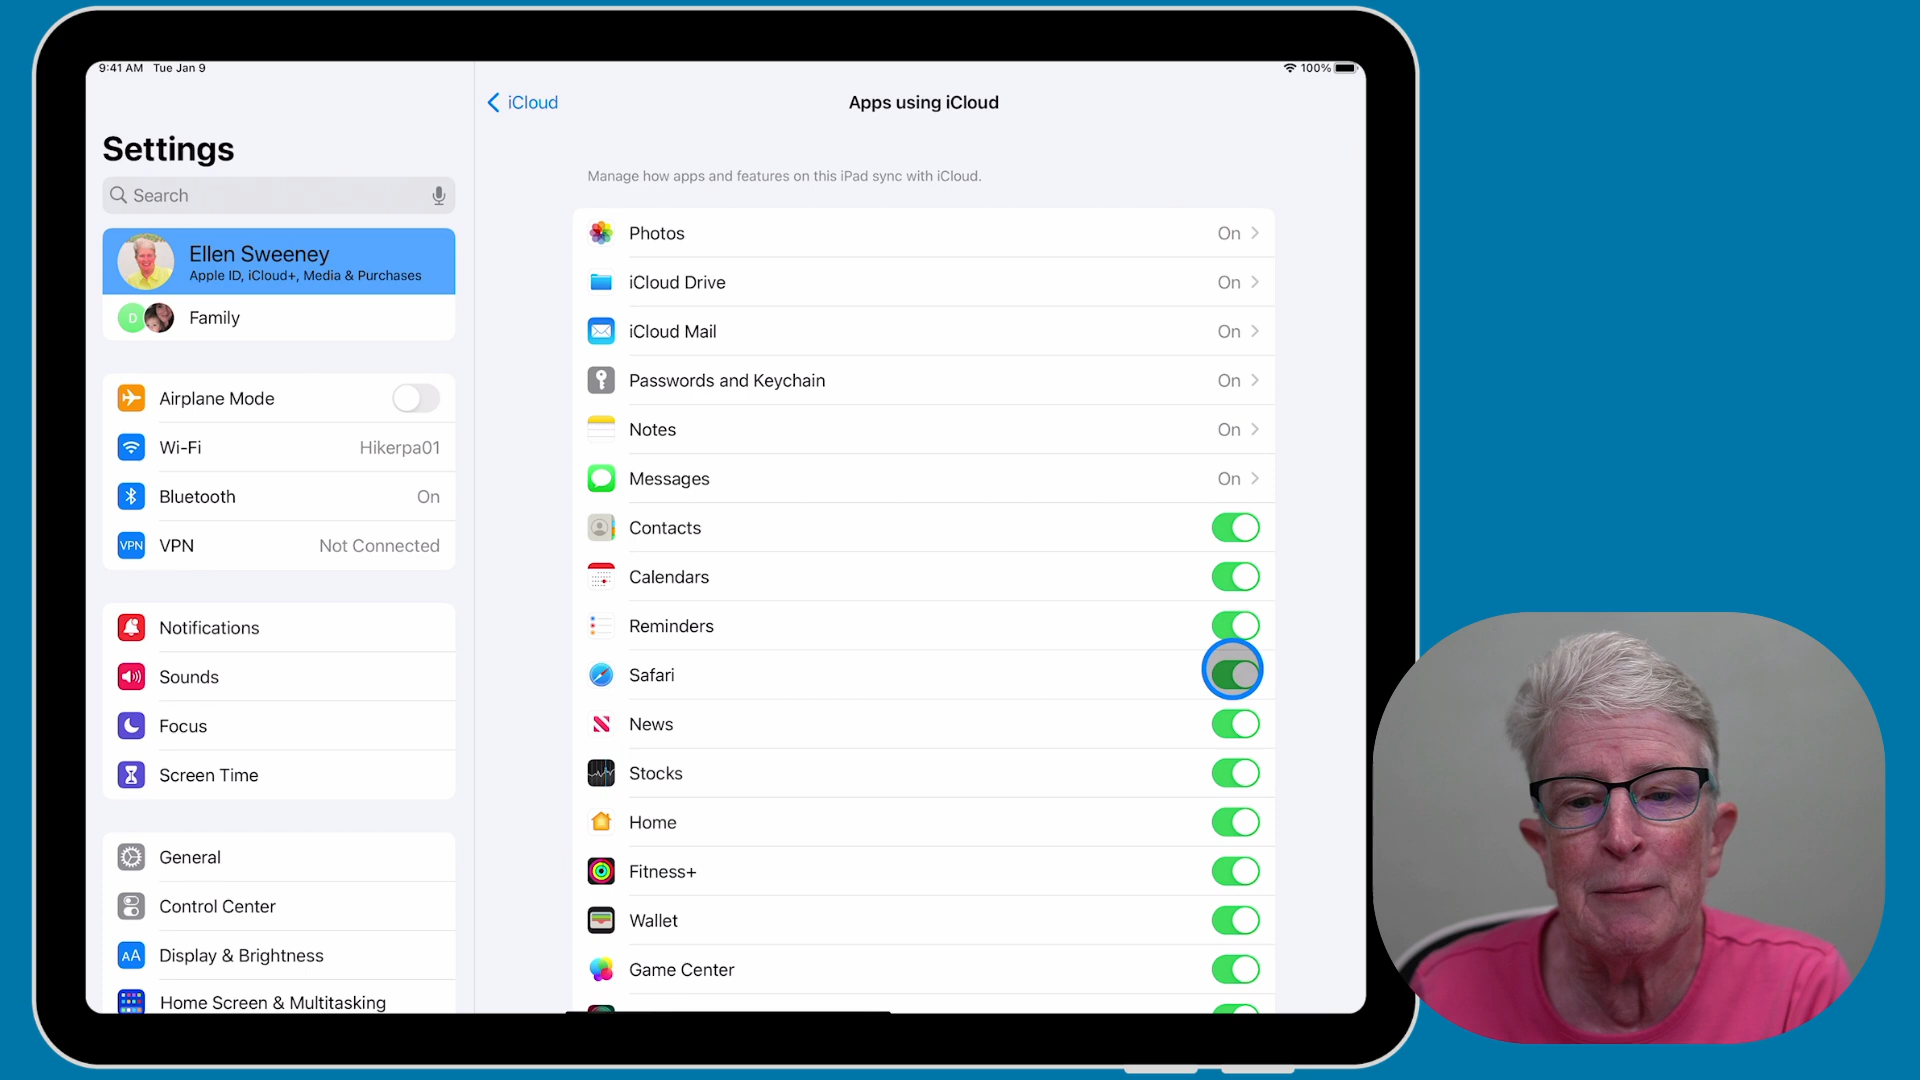 9:41 AM Tue Jan 9
100%
Settings
Search
Ellen Sweeney
Apple ID, iCloud+, Media & Purchases
D
Family
Airplane Mode
Wi-Fi Hikerpa01
Bluetooth On
VPN VPN Not Connected
Notifications
Sounds
Focus
Screen Time
General
Control Center
AA Display & Brightness
Home Screen & Multitasking
iCloud
Apps using iCloud
Manage how apps and features on this iPad sync with iCloud.
Photos On
iCloud Drive On
iCloud Mail On
Passwords and Keychain On
Notes On
Messages On
Contacts
Calendars
Reminders
Safari
News
Stocks
Home
Fitness+
Wallet
Game Center